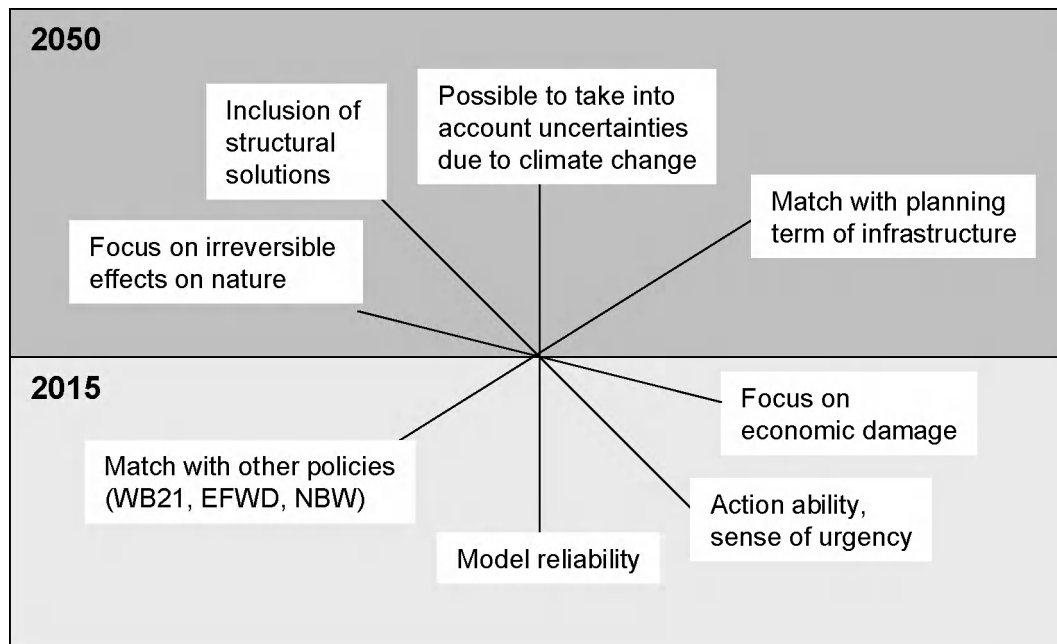 2050
Inclusion of
structural
solutions
Possible to take into
account uncertainties
due to climate change
Match with planning
term of infrastructure
Focus on irreversible
effects on nature
2015
Focus on
economic damage
Match with other policies
(WB21, EFWD, NBW)
Action ability,
sense of urgency
Model reliability